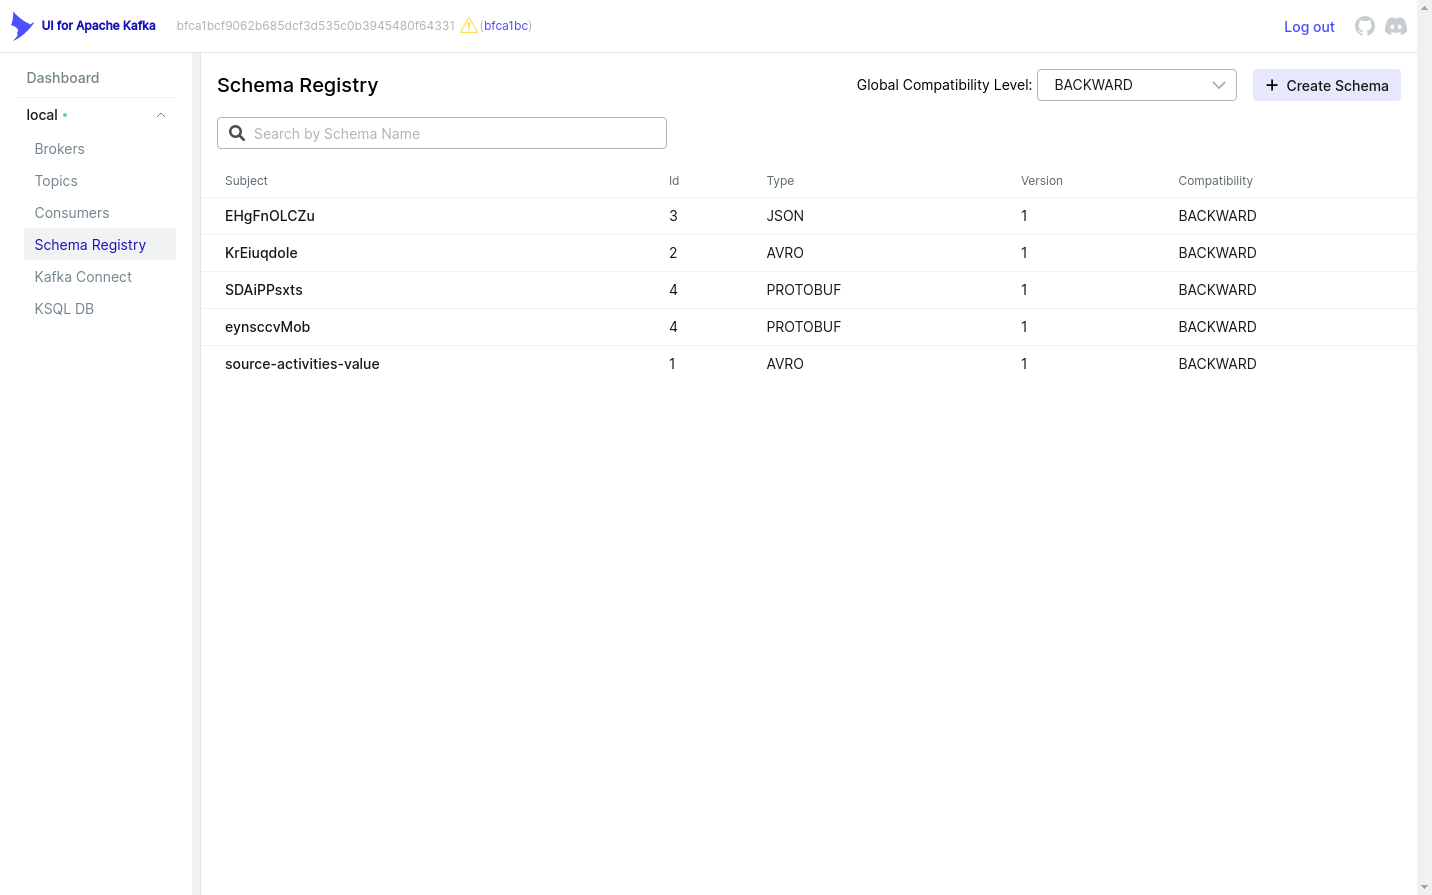 UI for Apache Kafka bfca1bcf9062b685dcf3d535c0b3945480f64331 (bfca1bc) Log out
Dashboard
local
Brokers
Topics
Consumers
Schema Registry
Kafka Connect
KSQL DB
Schema Registry Global Compatibility Level: BACKWARD Create Schema
Search by Schema Name
Subject Id Type Version Compatibility
EHgFnOLCZu 3 JSON 1 BACKWARD
KrEiuqdole 2 AVRO 1 BACKWARD
SDAiPPsxts 4 PROTOBUF 1 BACKWARD
eynsccvMob 4 PROTOBUF 1 BACKWARD
source-activities-value 1 AVRO 1 BACKWARD